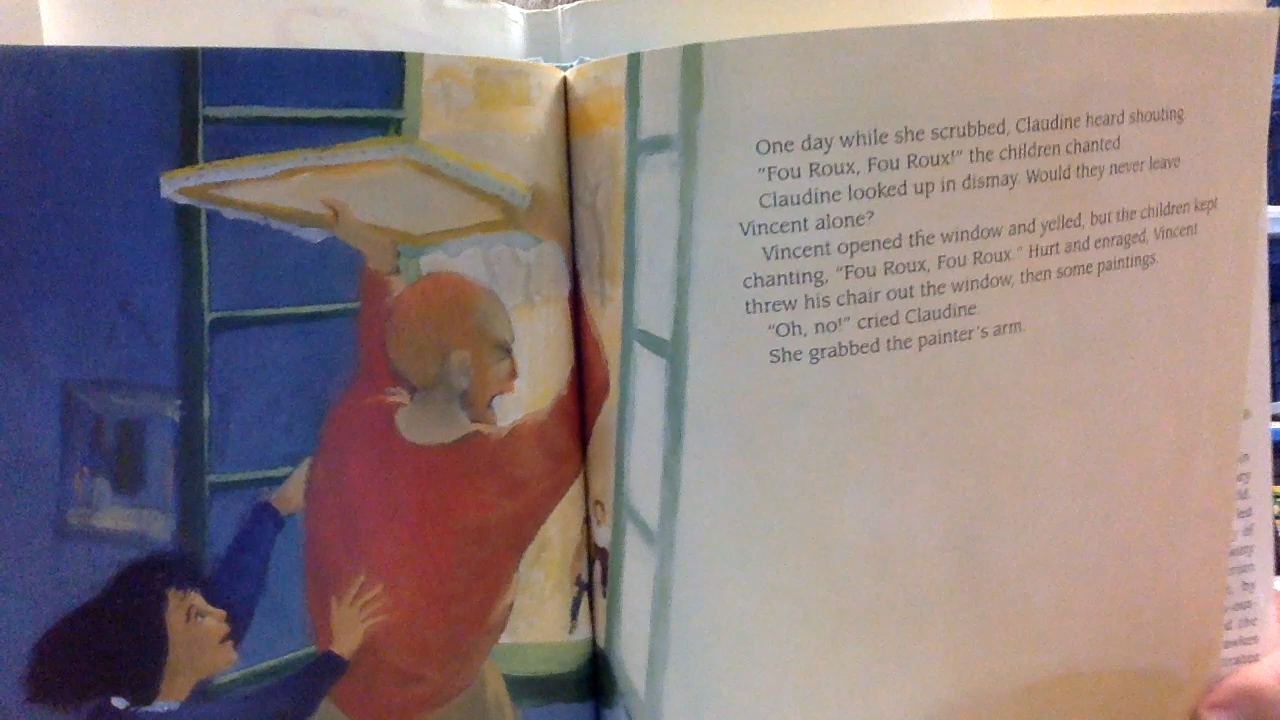 One day while she scrubbed, Claudine heard shouting.
"Fou Roux, Fou Roux!" the children chanted.
Claudine looked up in dismay. Would they never leave
Vincent alone?
Vincent opened the window and yelled, but the children kept
chanting, "Fou Roux, Fou Roux." Hurt and enraged, Vincent
threw his chair out the window, then some paintings.
"Oh, no!" cried Claudine.
She grabbed the painter's arm.